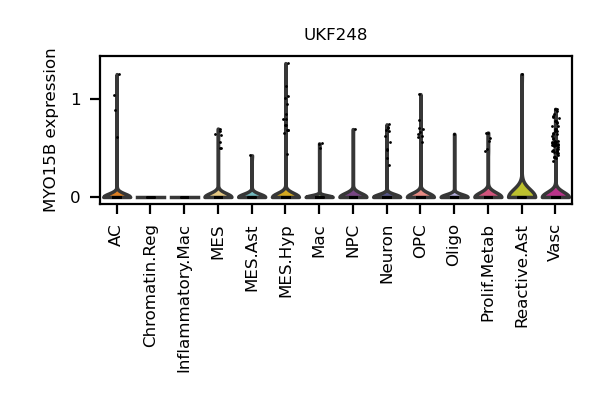 UKF248
MYO15B expression
1
0
AC
Chromatin.Reg
Inflammatory.Mac
MES
MES.Ast
MES.Hyp
Mac
NPC
Neuron
OPC
Oligo
Prolif.Metab
Reactive.Ast
Vasc